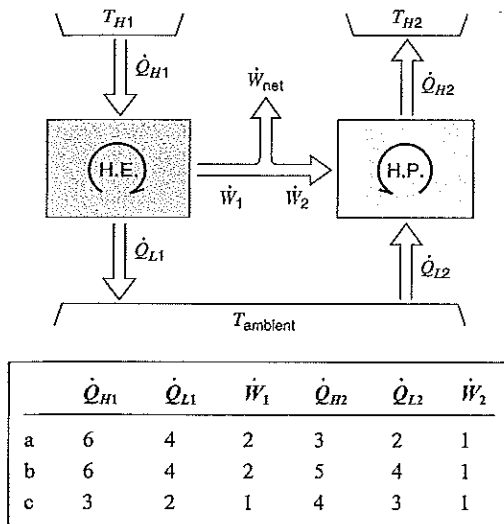 T_H1 T_H2
Q̇_H1 Ẇ_net Q̇_H2
H.E. H.P.
Ẇ_1 Ẇ_2
Q̇_L1 Q̇_L2
T_ambient
Q̇_H1 Q̇_L1 Ẇ_1 Q̇_H2 Q̇_L2 Ẇ_2
a 6 4 2 3 2 1
b 6 4 2 5 4 1
c 3 2 1 4 3 1